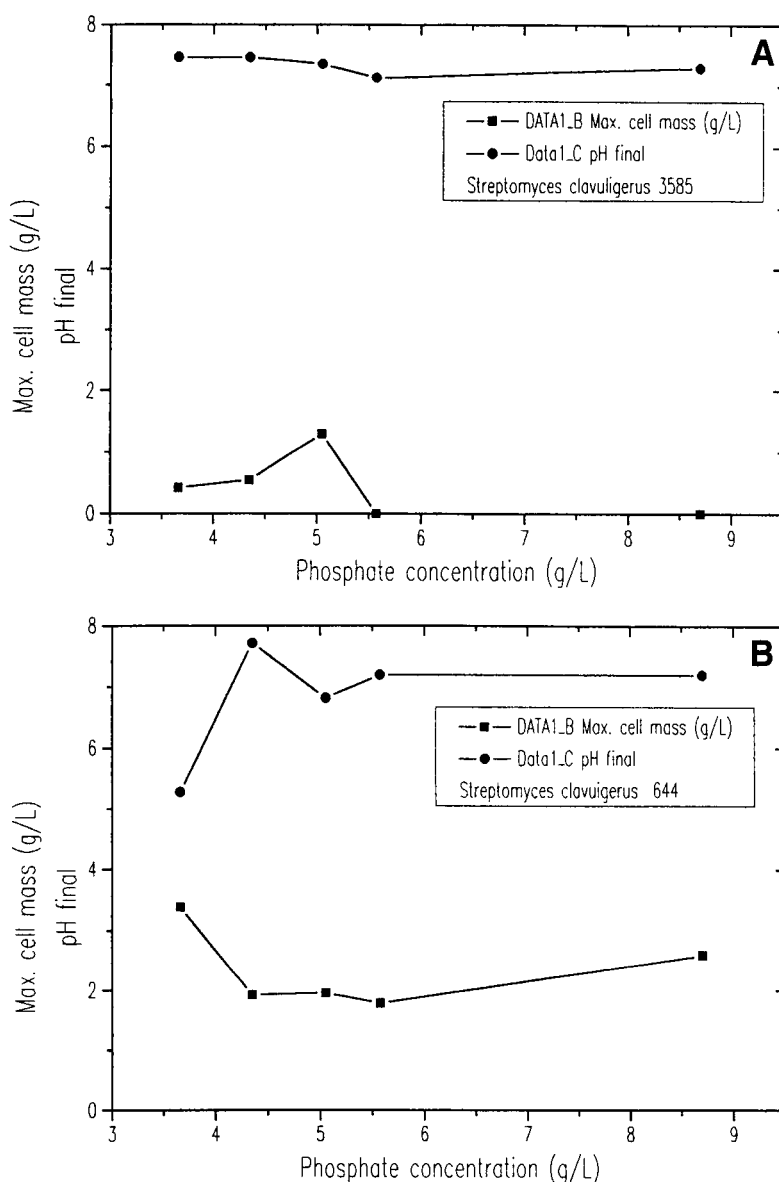 A
8
6
4
2
0
Max. cell mass (g/L)
pH final
DATA1_B Max. cell mass (g/L)
Data1_C pH final
Streptomyces clavuligerus 3585
3 4 5 6 7 8 9
Phosphate concentration (g/L)
B
8
6
4
2
0
Max. cell mass (g/L)
pH final
DATA1_B Max. cell mass (g/L)
Data1_C pH final
Streptomyces clavuigerus 644
3 4 5 6 7 8 9
Phosphate concentration (g/L)